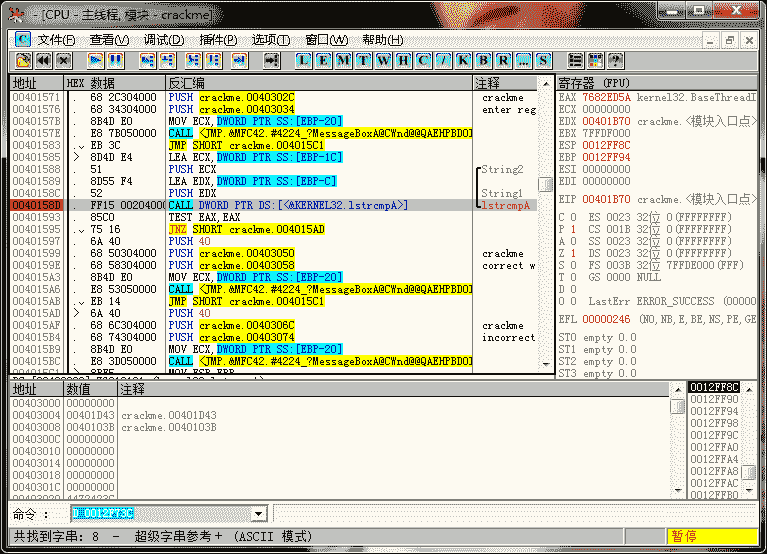 - [CPU - 主线程, 模块 - crackme]
文件(F) 查看(V) 调试(D) 插件(P) 选项(T) 窗口(W) 帮助(H)
L E M T W H C / K B R ... S ?
地址 HEX 数据 反汇编 注释 寄存器 (FPU)
00401571 . 68 2C304000 PUSH crackme.0040302C crackme
00401576 . 68 34304000 PUSH crackme.00403034 enter reg
0040157B . 8B4D E0 MOV ECX,DWORD PTR SS:[EBP-20]
0040157E . E8 7B050000 CALL <JMP.&MFC42.#4224_?MessageBoxA@CWnd@@QAEHPBD0I
00401583 . EB 3C JMP SHORT crackme.004015C1
00401585 > 8D4D E4 LEA ECX,DWORD PTR SS:[EBP-1C]
00401588 . 51 PUSH ECX String2
00401589 . 8D55 F4 LEA EDX,DWORD PTR SS:[EBP-C]
0040158C . 52 PUSH EDX String1
0040158D . FF15 00204000 CALL DWORD PTR DS:[<&KERNEL32.lstrcmpA>] lstrcmpA
00401593 . 85C0 TEST EAX,EAX
00401595 . 75 16 JNZ SHORT crackme.004015AD
00401597 . 6A 40 PUSH 40
00401599 . 68 50304000 PUSH crackme.00403050 crackme
0040159E . 68 58304000 PUSH crackme.00403058 correct w
004015A3 . 8B4D E0 MOV ECX,DWORD PTR SS:[EBP-20]
004015A6 . E8 53050000 CALL <JMP.&MFC42.#4224_?MessageBoxA@CWnd@@QAEHPBD0I
004015AB . EB 14 JMP SHORT crackme.004015C1
004015AD > 6A 40 PUSH 40
004015AF . 68 6C304000 PUSH crackme.0040306C crackme
004015B4 . 68 74304000 PUSH crackme.00403074 incorrect
004015B9 . 8B4D E0 MOV ECX,DWORD PTR SS:[EBP-20]
004015BC . E8 3D050000 CALL <JMP.&MFC42.#4224_?MessageBoxA@CWnd@@QAEHPBD0I
EAX 7682ED5A kernel32.BaseThreadI
ECX 00000000
EDX 00401B70 crackme.<模块入口点>
EBX 7FFDF000
ESP 0012FF8C
EBP 0012FF94
ESI 00000000
EDI 00000000
EIP 00401B70 crackme.<模块入口点>
C 0 ES 0023 32位 0(FFFFFFFF)
P 1 CS 001B 32位 0(FFFFFFFF)
A 0 SS 0023 32位 0(FFFFFFFF)
Z 1 DS 0023 32位 0(FFFFFFFF)
S 0 FS 003B 32位 7FFDE000(FFF)
T 0 GS 0000 NULL
D 0
O 0 LastErr ERROR_SUCCESS (00000
EFL 00000246 (NO,NB,E,BE,NS,PE,GE
ST0 empty 0.0
ST1 empty 0.0
ST2 empty 0.0
ST3 empty 0.0
地址 数值 注释
00403000 00000000
00403004 00401D43 crackme.00401D43
00403008 0040103B crackme.0040103B
0040300C 00000000
00403010 00000000
00403014 00000000
00403018 00000000
0040301C 00000000
0012FF8C
0012FF90
0012FF94
0012FF98
0012FF9C
0012FFA0
0012FFA4
0012FFA8
0012FFAC
0012FFB0
命令 :
共找到字串: 8 - 超级字串参考+ (ASCII 模式) 暂停